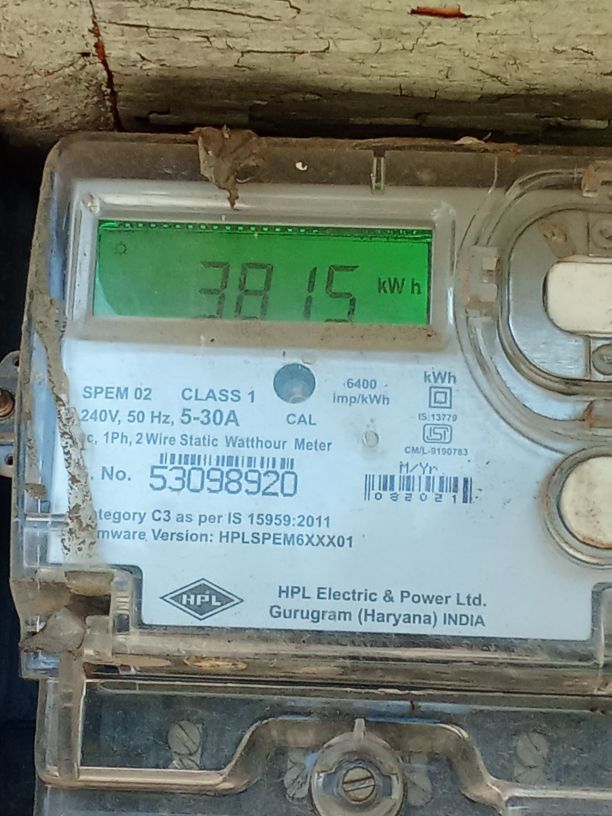 3815 kWh
SPEM 02 CLASS 1
240V, 50 Hz, 5-30A
CAL
6400
imp/kWh
kWh
IS:13779
ISI
CM/L-9190783
1Ph, 2 Wire Static Watthour Meter
No. 53098920
M/Yr
082021
C3 as per IS 15959:2011
Version: HPLSPEM6XXX01
HPL
HPL Electric & Power Ltd.
Gurugram (Haryana) INDIA